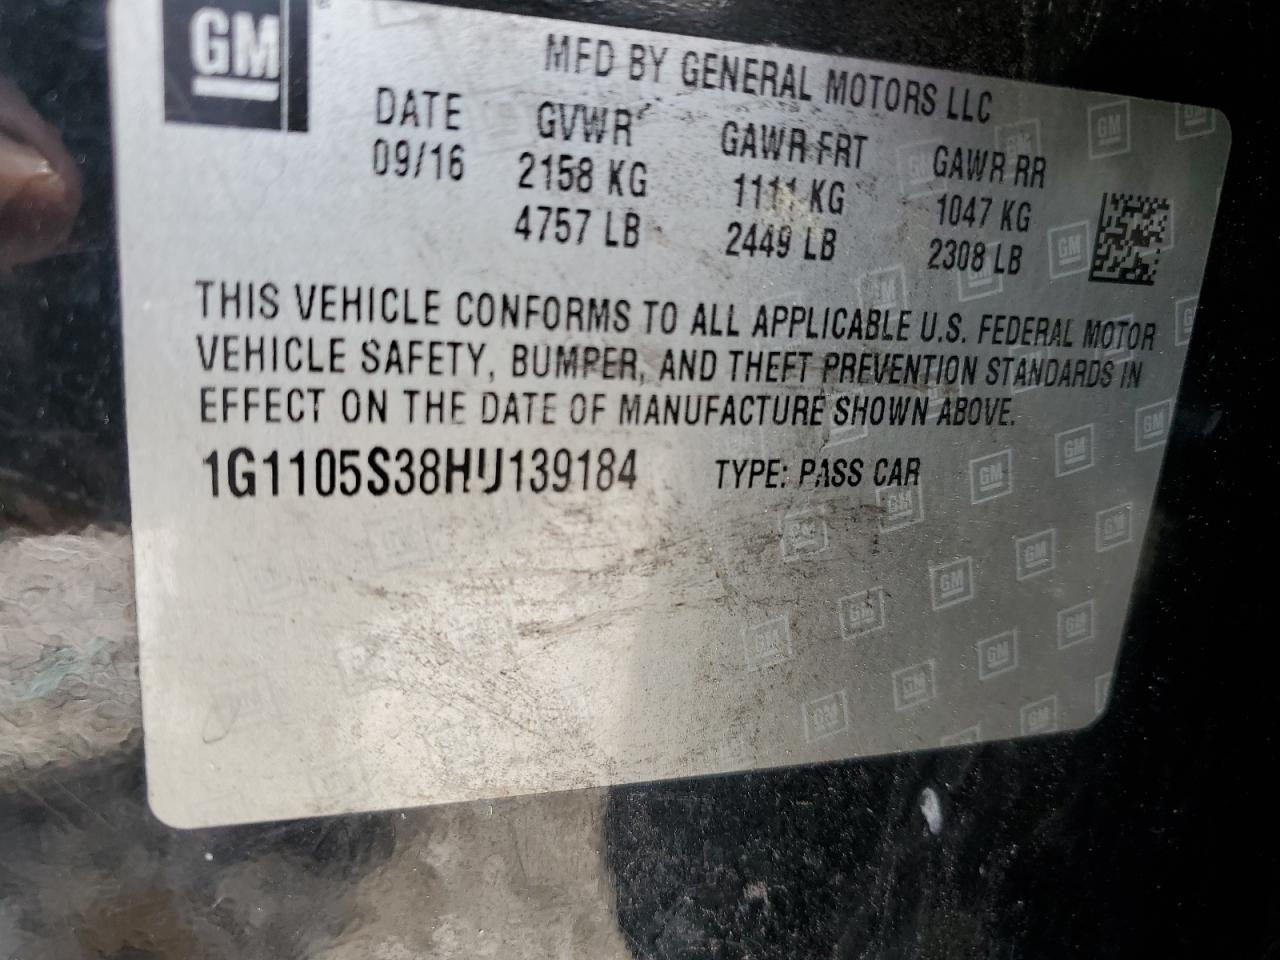 GM
MFD BY GENERAL MOTORS LLC
DATE GVWR GAWR FRT GAWR RR
09/16 2158 KG 1111 KG 1047 KG
4757 LB 2449 LB 2308 LB
THIS VEHICLE CONFORMS TO ALL APPLICABLE U.S. FEDERAL MOTOR
VEHICLE SAFETY, BUMPER, AND THEFT PREVENTION STANDARDS IN
EFFECT ON THE DATE OF MANUFACTURE SHOWN ABOVE.
1G1105S38HU139184 TYPE: PASS CAR